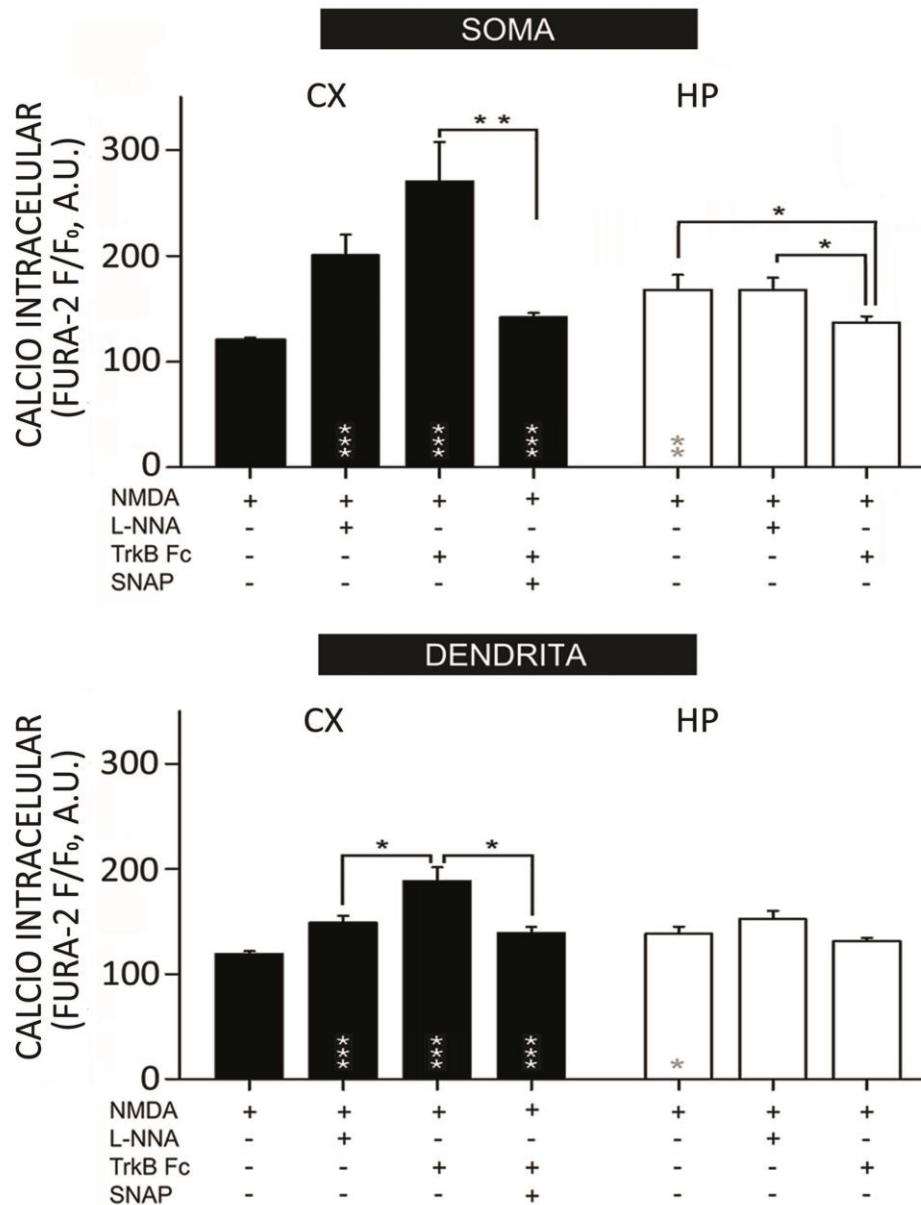 SOMA
CX HP
CALCIO INTRACELULAR
(FURA-2 F/F₀, A.U.)
300
200
100
0
** * *
*** *** *** **
NMDA + + + + + + +
L-NNA - + - - - + -
TrkB Fc - - + + - - +
SNAP - - - + - - -
DENDRITA
CX HP
CALCIO INTRACELULAR
(FURA-2 F/F₀, A.U.)
300
200
100
0
* *
*** *** *** *
NMDA + + + + + + +
L-NNA - + - - - + -
TrkB Fc - - + + - - +
SNAP - - - + - - -